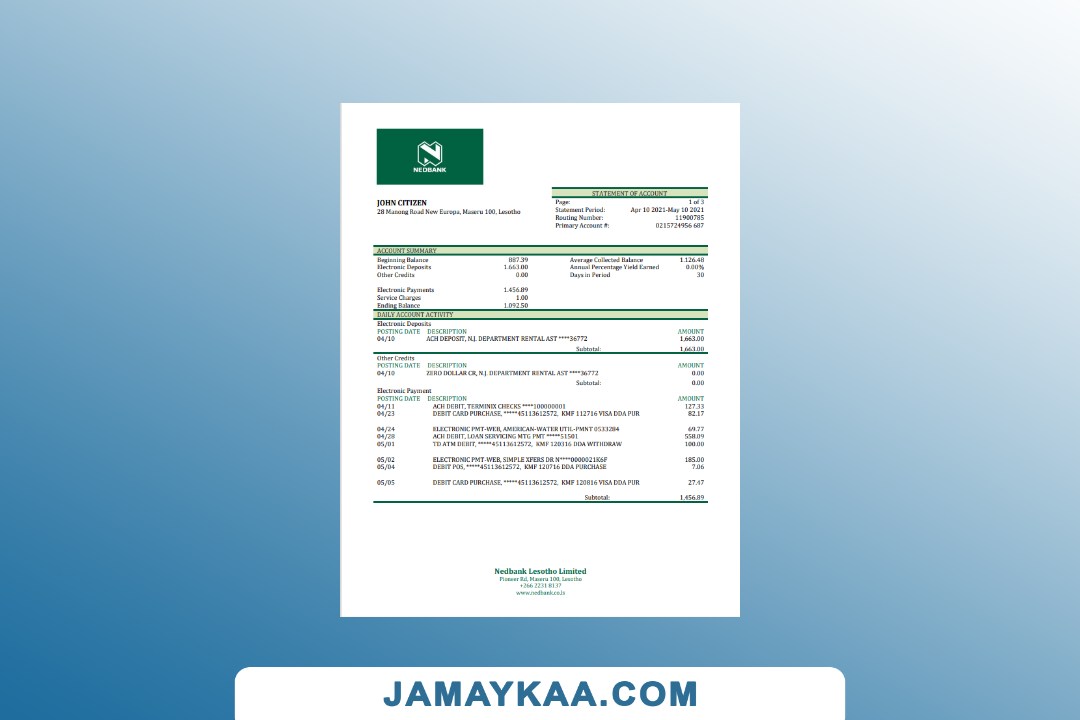 NEDBANK
STATEMENT OF ACCOUNT
JOHN CITIZEN
28 Manong Road New Europa, Maseru 100, Lesotho
Page: 1 of 3
Statement Period: Apr 10 2021-May 10 2021
Routing Number: 11900785
Primary Account #: 0215724956 687
ACCOUNT SUMMARY
Beginning Balance 887.39 Average Collected Balance 1.126.48
Electronic Deposits 1.663.00 Annual Percentage Yield Earned 0.00%
Other Credits 0.00 Days in Period 30
Electronic Payments 1.456.89
Service Charges 1.00
Ending Balance 1.092.50
DAILY ACCOUNT ACTIVITY
Electronic Deposits
POSTING DATE DESCRIPTION AMOUNT
04/10 ACH DEPOSIT, N.J. DEPARTMENT RENTAL AST ****36772 1,663.00
Subtotal: 1,663.00
Other Credits
POSTING DATE DESCRIPTION AMOUNT
04/10 ZERO DOLLAR CR, N.J. DEPARTMENT RENTAL AST ****36772 0.00
Subtotal: 0.00
Electronic Payment
POSTING DATE DESCRIPTION AMOUNT
04/11 ACH DEBIT, TERMINIX CHECKS ****100000001 127.33
04/23 DEBIT CARD PURCHASE, *****45113612572, KMF 112716 VISA DDA PUR 82.17
04/24 ELECTRONIC PMT-WEB, AMERICAN-WATER UTIL-PMNT 0533284 69.77
04/28 ACH DEBIT, LOAN SERVICING MTG PMT *****51501 558.09
05/01 TD ATM DEBIT, *****45113612572, KMF 120316 DDA WITHDRAW 100.00
05/02 ELECTRONIC PMT-WEB, SIMPLE XFERS DR N****0000021K6F 185.00
05/04 DEBIT POS, *****45113612572, KMF 120716 DDA PURCHASE 7.06
05/05 DEBIT CARD PURCHASE, *****45113612572, KMF 120816 VISA DDA PUR 27.47
Subtotal: 1,456.89
Nedbank Lesotho Limited
Pioneer Rd, Maseru 100, Lesotho
+266 2231 8137
www.nedbank.co.ls
JAMAYKAA.COM